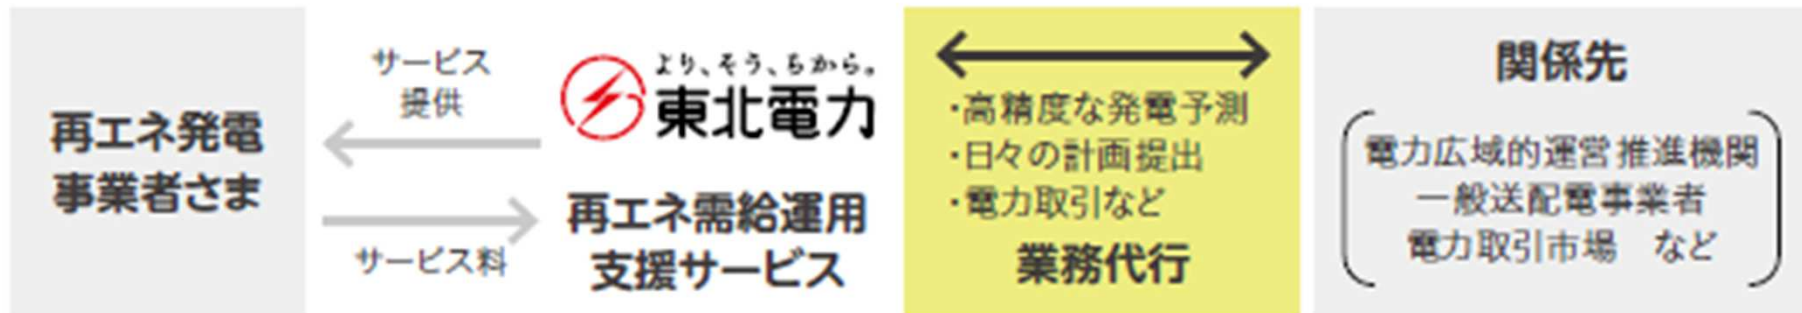 再エネ発電
事業者さま
サービス
提供
サービス料
より、そう、ちから。
東北電力
再エネ需給運用
支援サービス
・高精度な発電予測
・日々の計画提出
・電力取引など
業務代行
関係先
電力広域的運営推進機関
一般送配電事業者
電力取引市場　など